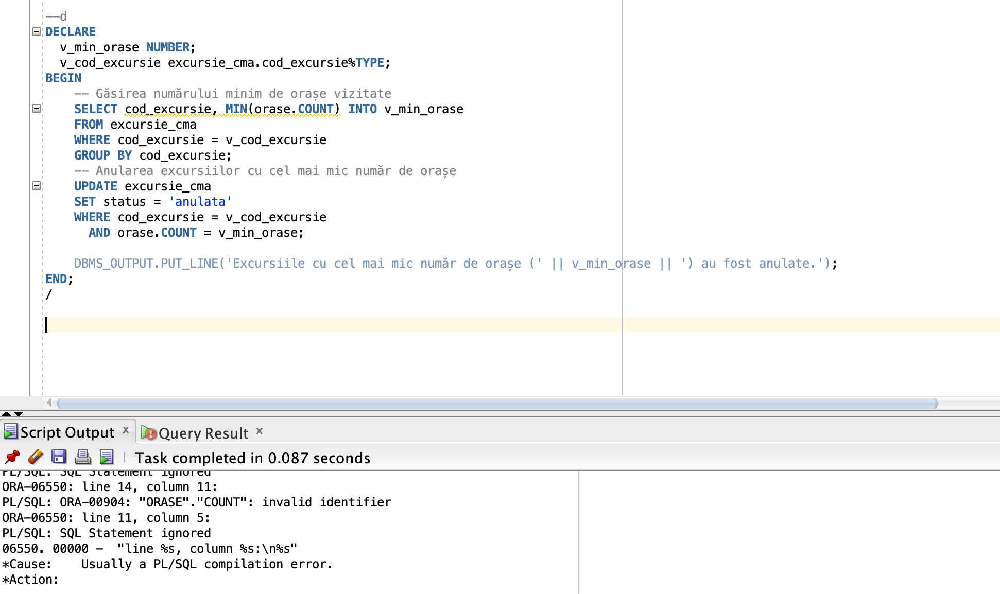 --d
DECLARE
v_min_orase NUMBER;
v_cod_excursie excursie_cma.cod_excursie%TYPE;
BEGIN
-- Găsirea numărului minim de orașe vizitate
SELECT cod_excursie, MIN(orase.COUNT) INTO v_min_orase
FROM excursie_cma
WHERE cod_excursie = v_cod_excursie
GROUP BY cod_excursie;
-- Anularea excursiilor cu cel mai mic număr de orașe
UPDATE excursie_cma
SET status = 'anulata'
WHERE cod_excursie = v_cod_excursie
AND orase.COUNT = v_min_orase;
DBMS_OUTPUT.PUT_LINE('Excursiile cu cel mai mic număr de orașe (' || v_min_orase || ') au fost anulate.');
END;
/
Script Output x Query Result x
Task completed in 0.087 seconds
PL/SQL: SQL Statement ignored
ORA-06550: line 14, column 11:
PL/SQL: ORA-00904: "ORASE"."COUNT": invalid identifier
ORA-06550: line 11, column 5:
PL/SQL: SQL Statement ignored
06550. 00000 - "line %s, column %s:\n%s"
*Cause: Usually a PL/SQL compilation error.
*Action: